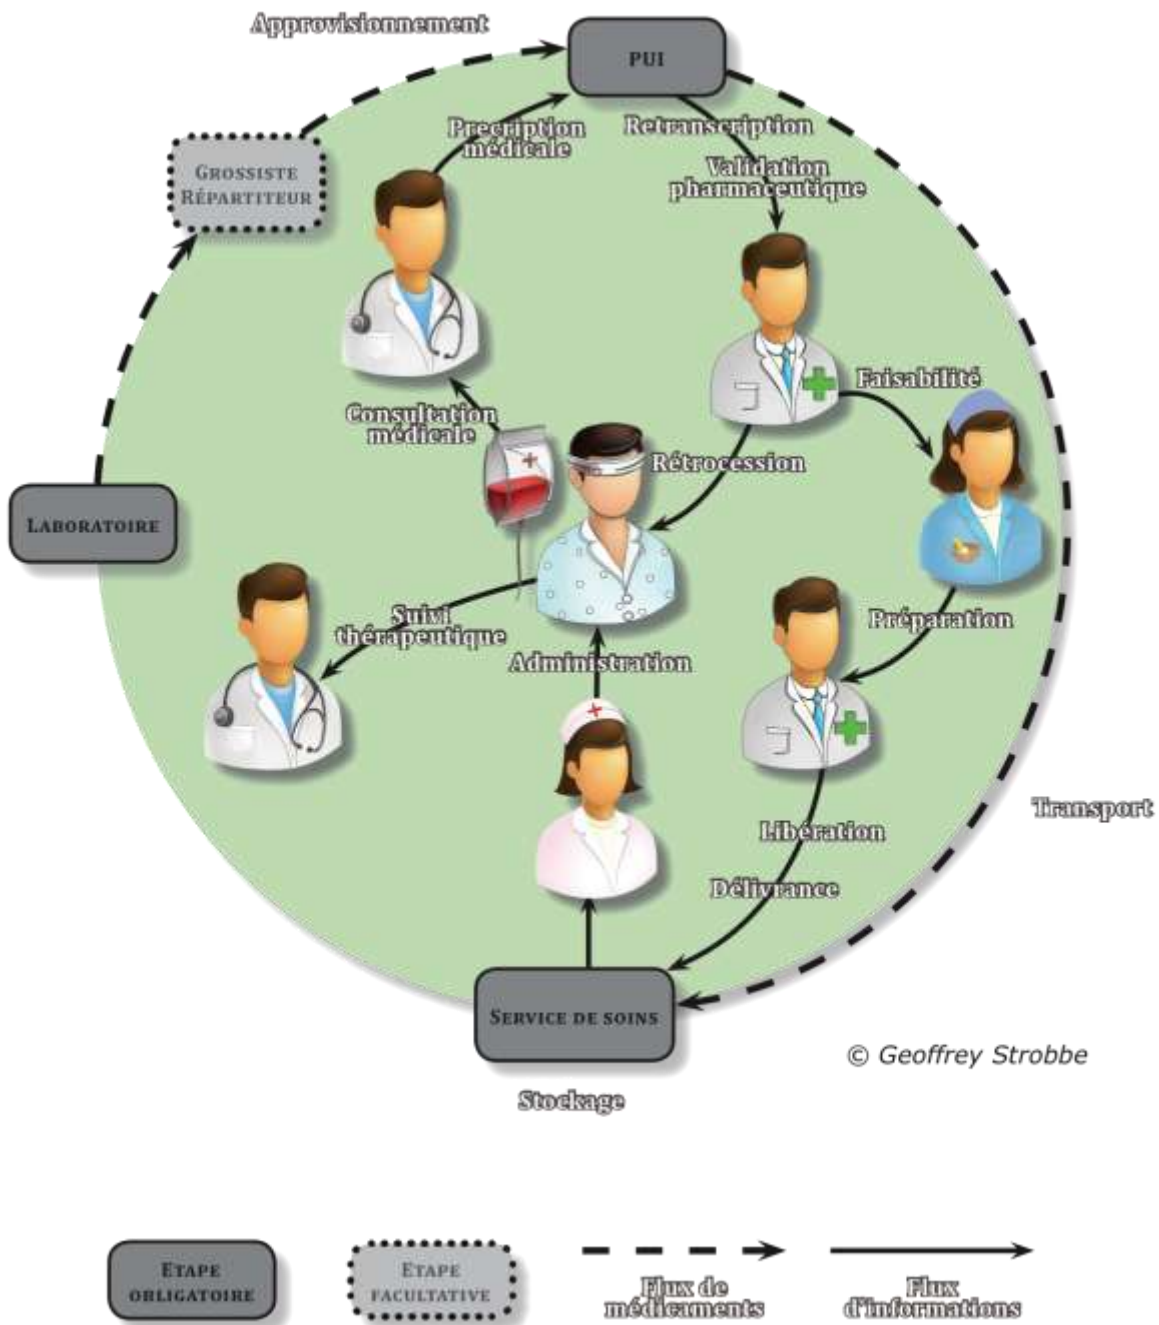 Approvisionnement
PUI
Precription
médicale
Retranscription
GROSSISTE
RÉPARTITEUR
Validation
pharmaceutique
Faisabilité
Consultation
médicale
Rétrocession
LABORATOIRE
Suivi
thérapeutique
Préparation
Administration
Transport
Libération
Délivrance
SERVICE DE SOINS
© Geoffrey Strobbe
Stockage
ETAPE
OBLIGATOIRE
ETAPE
FACULTATIVE
Flux de
médicaments
Flux
d'informations